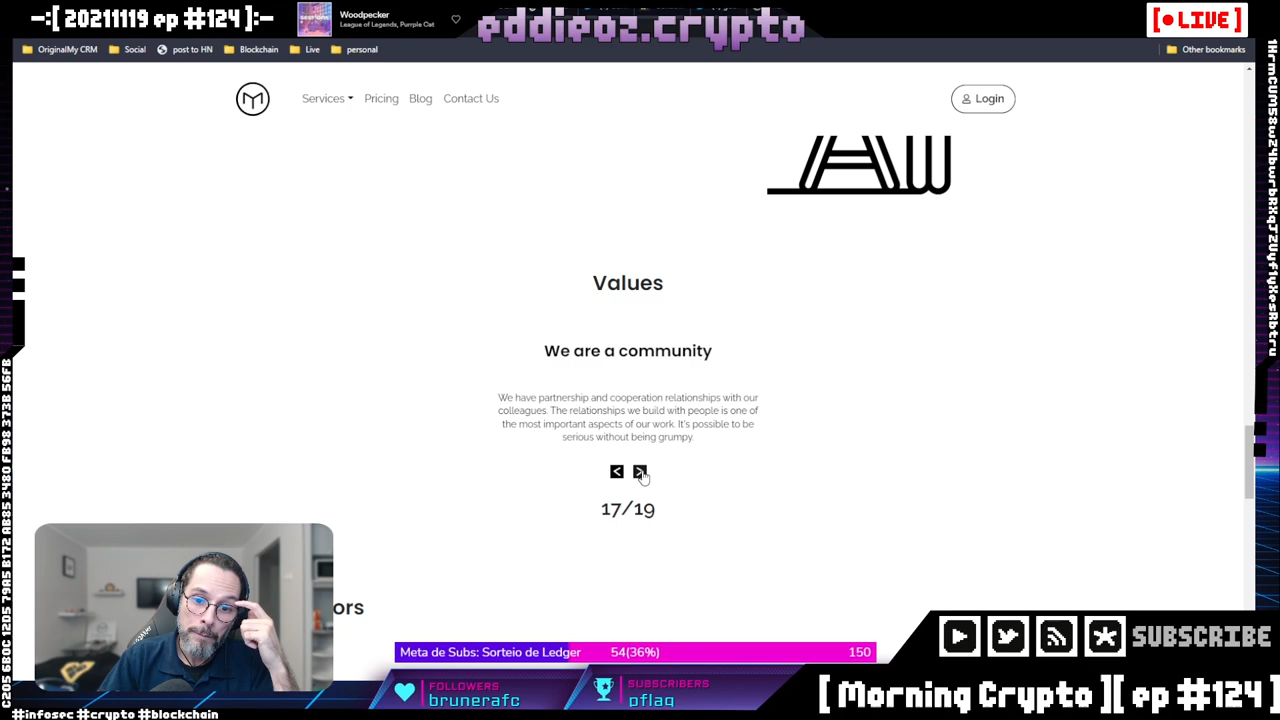 -:[ 20211119 ep #124 ]:-
Woodpecker
League of Legends, Purple Cat
eddieoz.crypto
[ LIVE ]
OriginalMy CRM
Social
post to HN
Blockchain
Live
personal
Other bookmarks
Services
Pricing
Blog
Contact Us
Login
Values
We are a community
We have partnership and cooperation relationships with our
colleagues. The relationships we build with people is one of
the most important aspects of our work. It's possible to be
serious without being grumpy.
< >
17/19
ors
Meta de Subs: Sorteio de Ledger
54(36%)
150
FOLLOWERS
brunerafc
SUBSCRIBERS
pflaq
SUBSCRIBE
[ Morning Crypto ][ ep #124 ]
#infosec #crypto #blockchain